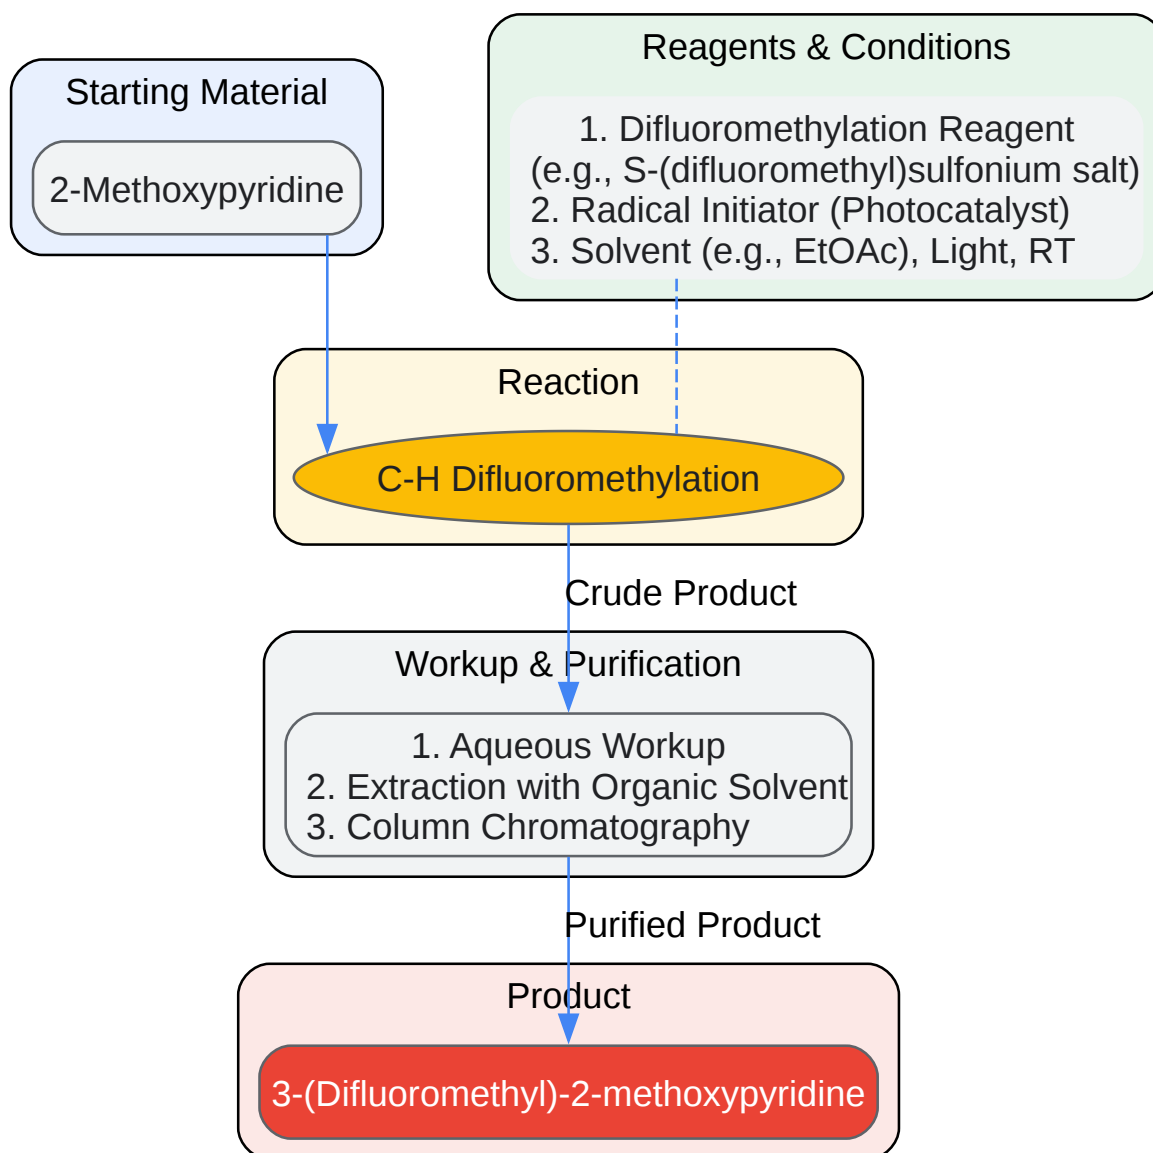 Starting Material
2-Methoxypyridine
Reagents & Conditions
1. Difluoromethylation Reagent
(e.g., S-(difluoromethyl)sulfonium salt)
2. Radical Initiator (Photocatalyst)
3. Solvent (e.g., EtOAc), Light, RT
Reaction
C-H Difluoromethylation
Crude Product
Workup & Purification
1. Aqueous Workup
2. Extraction with Organic Solvent
3. Column Chromatography
Purified Product
Product
3-(Difluoromethyl)-2-methoxypyridine